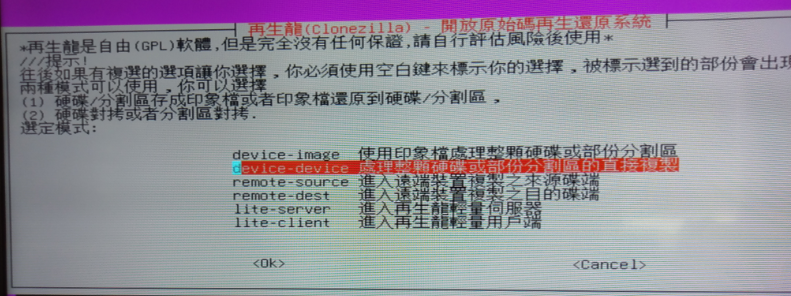 再生龍(Clonezilla) - 開放原始碼再生還原系統
*再生龍是自由(GPL)軟體,但是完全沒有任何保證,請自行評估風險後使用*
///提示!
往後如果有複選的選項讓你選擇，你必須使用空白鍵來標示你的選擇，被標示選到的部份會出現
兩種模式可以使用，你可以選擇
(1) 硬碟/分割區存成印象檔或者印象檔還原到硬碟/分割區，
(2) 硬碟對拷或者分割區對拷.
選定模式:
device-image 使用印象檔處理整顆硬碟或部份分割區
device-device 處理整顆硬碟或部份分割區的直接複製
remote-source 進入遠端裝置複製之來源碟端
remote-dest 進入遠端裝置複製之目的碟端
lite-server 進入再生龍輕量伺服器
lite-client 進入再生龍輕量用戶端
<Ok> <Cancel>